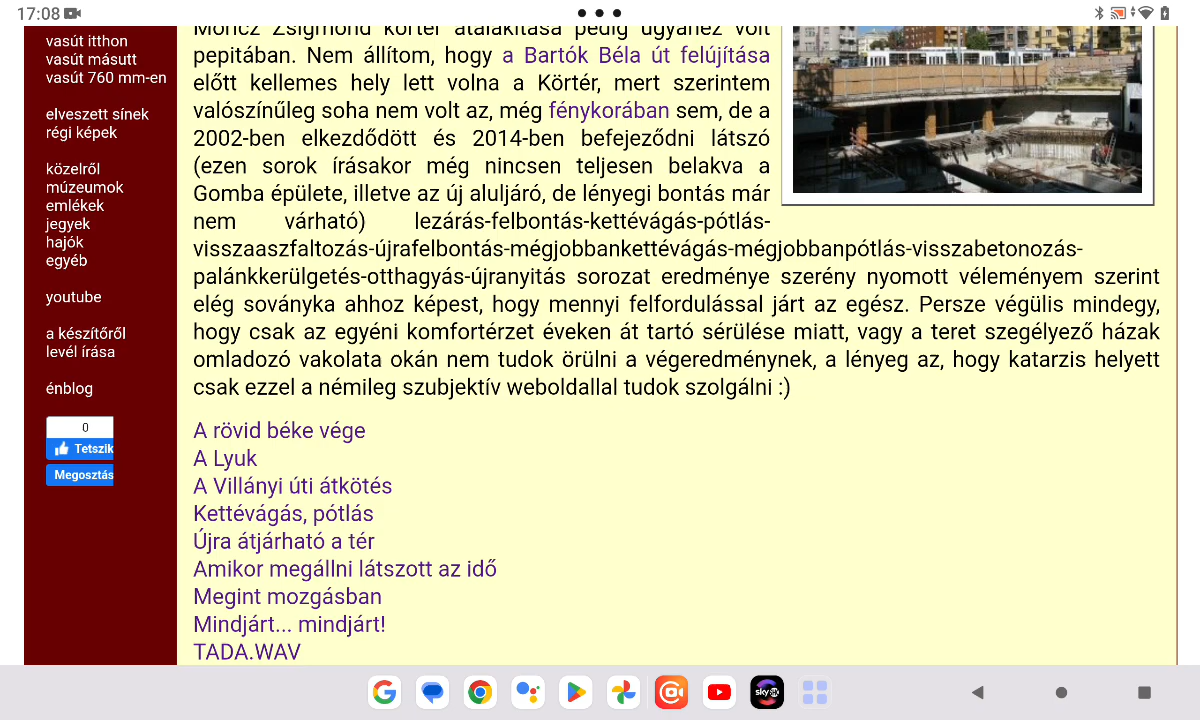 17:08
vasút itthon
vasút másutt
vasút 760 mm-en
elveszett sínek
régi képek
közelről
múzeumok
emlékek
jegyek
hajók
egyéb
youtube
a készítőről
levél írása
énblog
0
Tetszik
Megosztás
Móricz Zsigmond körtér átalakítása pedig ugyanez volt
pepitában. Nem állítom, hogy a Bartók Béla út felújítása
előtt kellemes hely lett volna a Körtér, mert szerintem
valószínűleg soha nem volt az, még fénykorában sem, de a
2002-ben elkezdődött és 2014-ben befejeződni látszó
(ezen sorok írásakor még nincsen teljesen belakva a
Gomba épülete, illetve az új aluljáró, de lényegi bontás már
nem várható) lezárás-felbontás-kettévágás-pótlás-
visszaaszfaltozás-újrafelbontás-mégjobbankettévágás-mégjobbanpótlás-visszabetonozás-
palánkkerülgetés-otthagyás-újranyitás sorozat eredménye szerény nyomott véleményem szerint
elég soványka ahhoz képest, hogy mennyi felfordulással járt az egész. Persze végülis mindegy,
hogy csak az egyéni komfortérzet éveken át tartó sérülése miatt, vagy a teret szegélyező házak
omladozó vakolata okán nem tudok örülni a végeredménynek, a lényeg az, hogy katarzis helyett
csak ezzel a némileg szubjektív weboldallal tudok szolgálni :)
A rövid béke vége
A Lyuk
A Villányi úti átkötés
Kettévágás, pótlás
Újra átjárható a tér
Amikor megállni látszott az idő
Megint mozgásban
Mindjárt... mindjárt!
TADA.WAV
sky